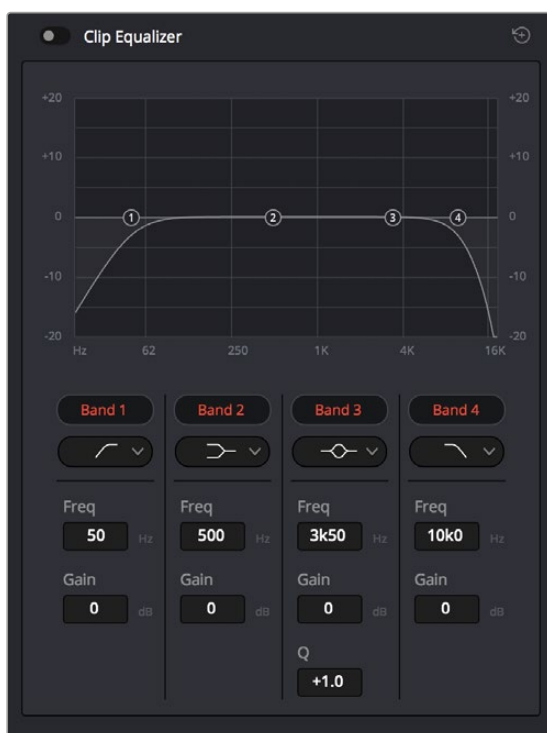 Clip Equalizer
+20 +20
+10 +10
0 1 2 3 4 0
-10 -10
-20 -20
Hz 62 250 1K 4K 16K
Band 1 Band 2 Band 3 Band 4
Freq Freq Freq Freq
50 Hz 500 Hz 3k50 Hz 10k0 Hz
Gain Gain Gain Gain
0 dB 0 dB 0 dB 0 dB
Q
+1.0